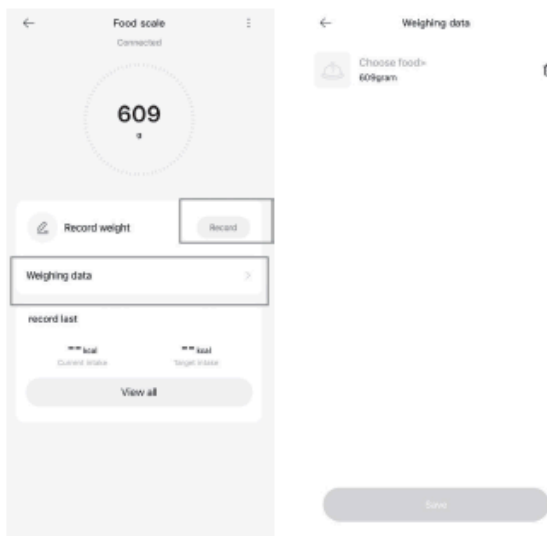 Food scale
Connected
609
g
Record weight
Record
Weighing data
record last
--kcal
--kcal
Current intake
Target intake
View all
Weighing data
Choose food>
609gram
Save